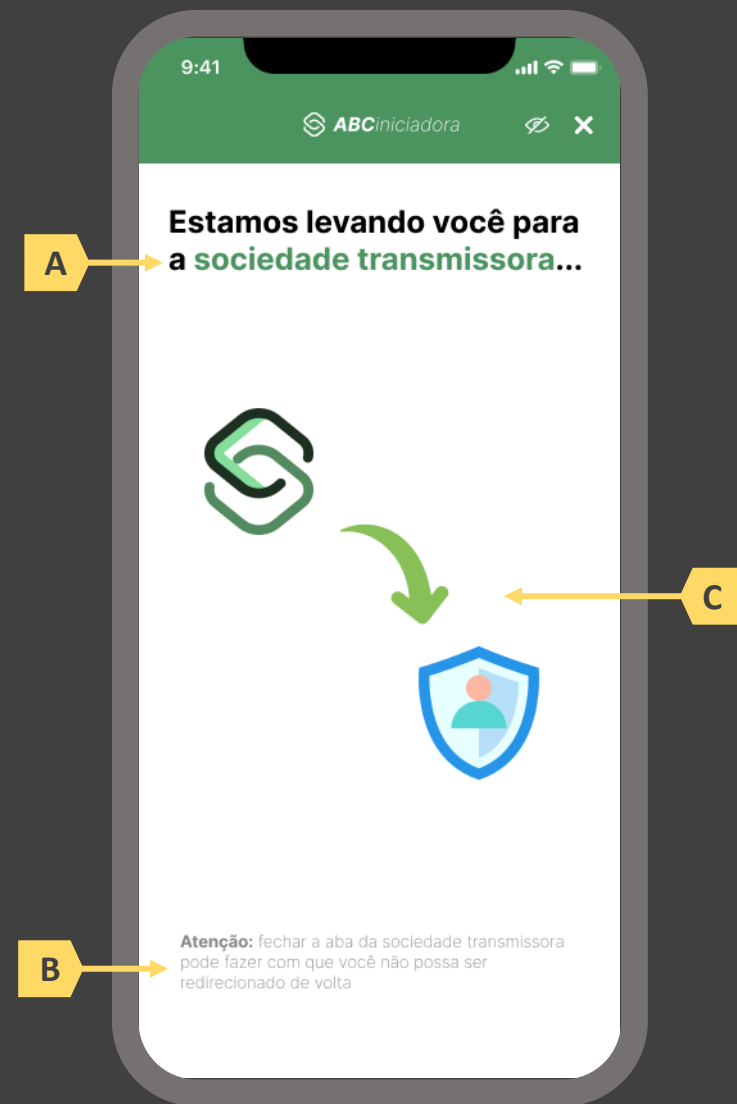 9:41
ABCiniciadora
Estamos levando você para
a sociedade transmissora...
A
C
Atenção: fechar a aba da sociedade transmissora
pode fazer com que você não possa ser
redirecionado de volta
B